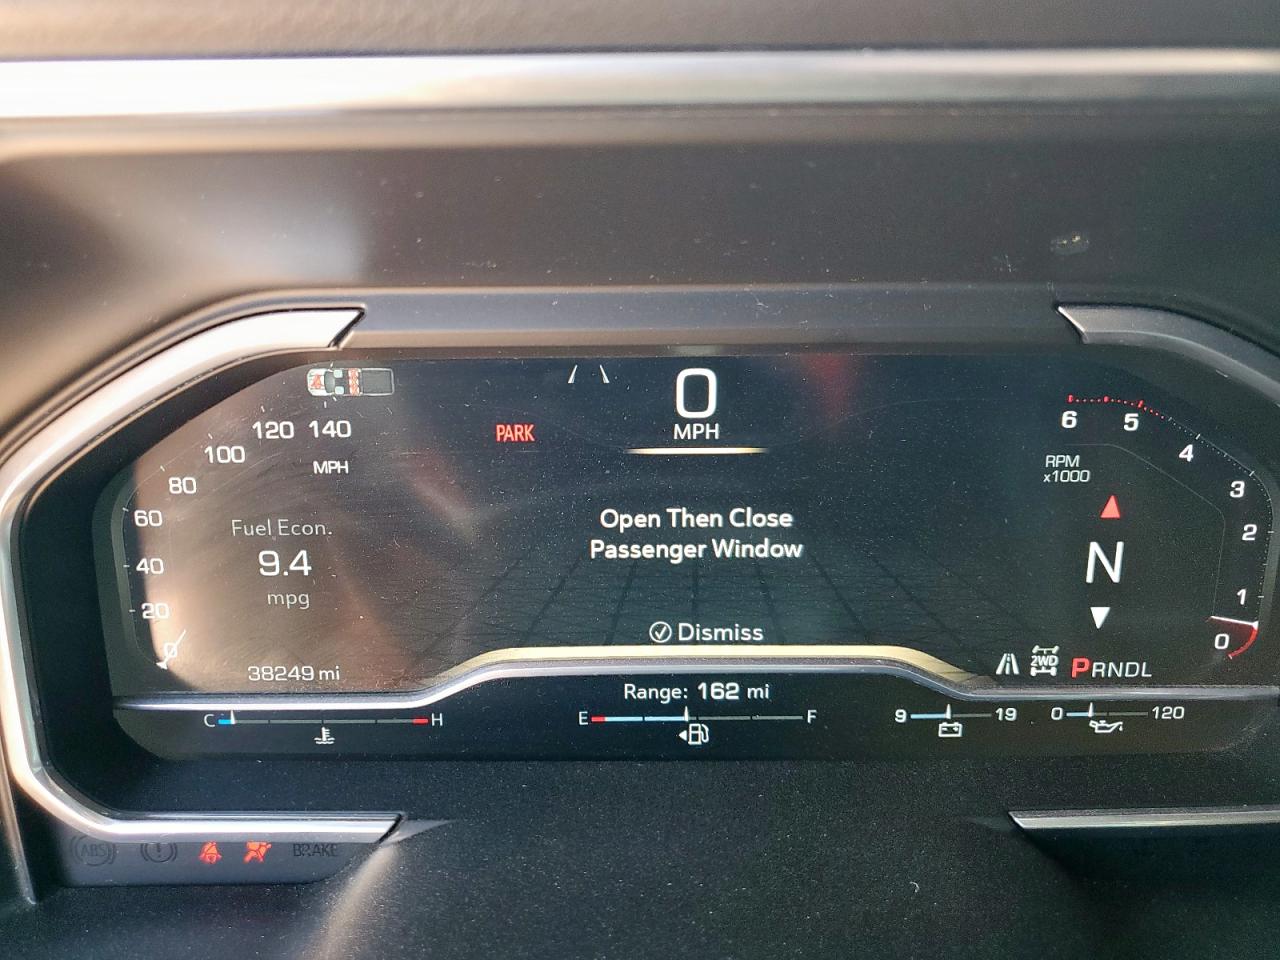 0
MPH
PARK
120 140
100
MPH
80
60
40
20
0
Fuel Econ.
9.4
mpg
38249 mi
Open Then Close
Passenger Window
Dismiss
6 5 4 3 2 1 0
RPM
x1000
N
2WD
PRNDL
Range: 162 mi
C H
E F
9 19
0 120
ABS
!
BRAKE